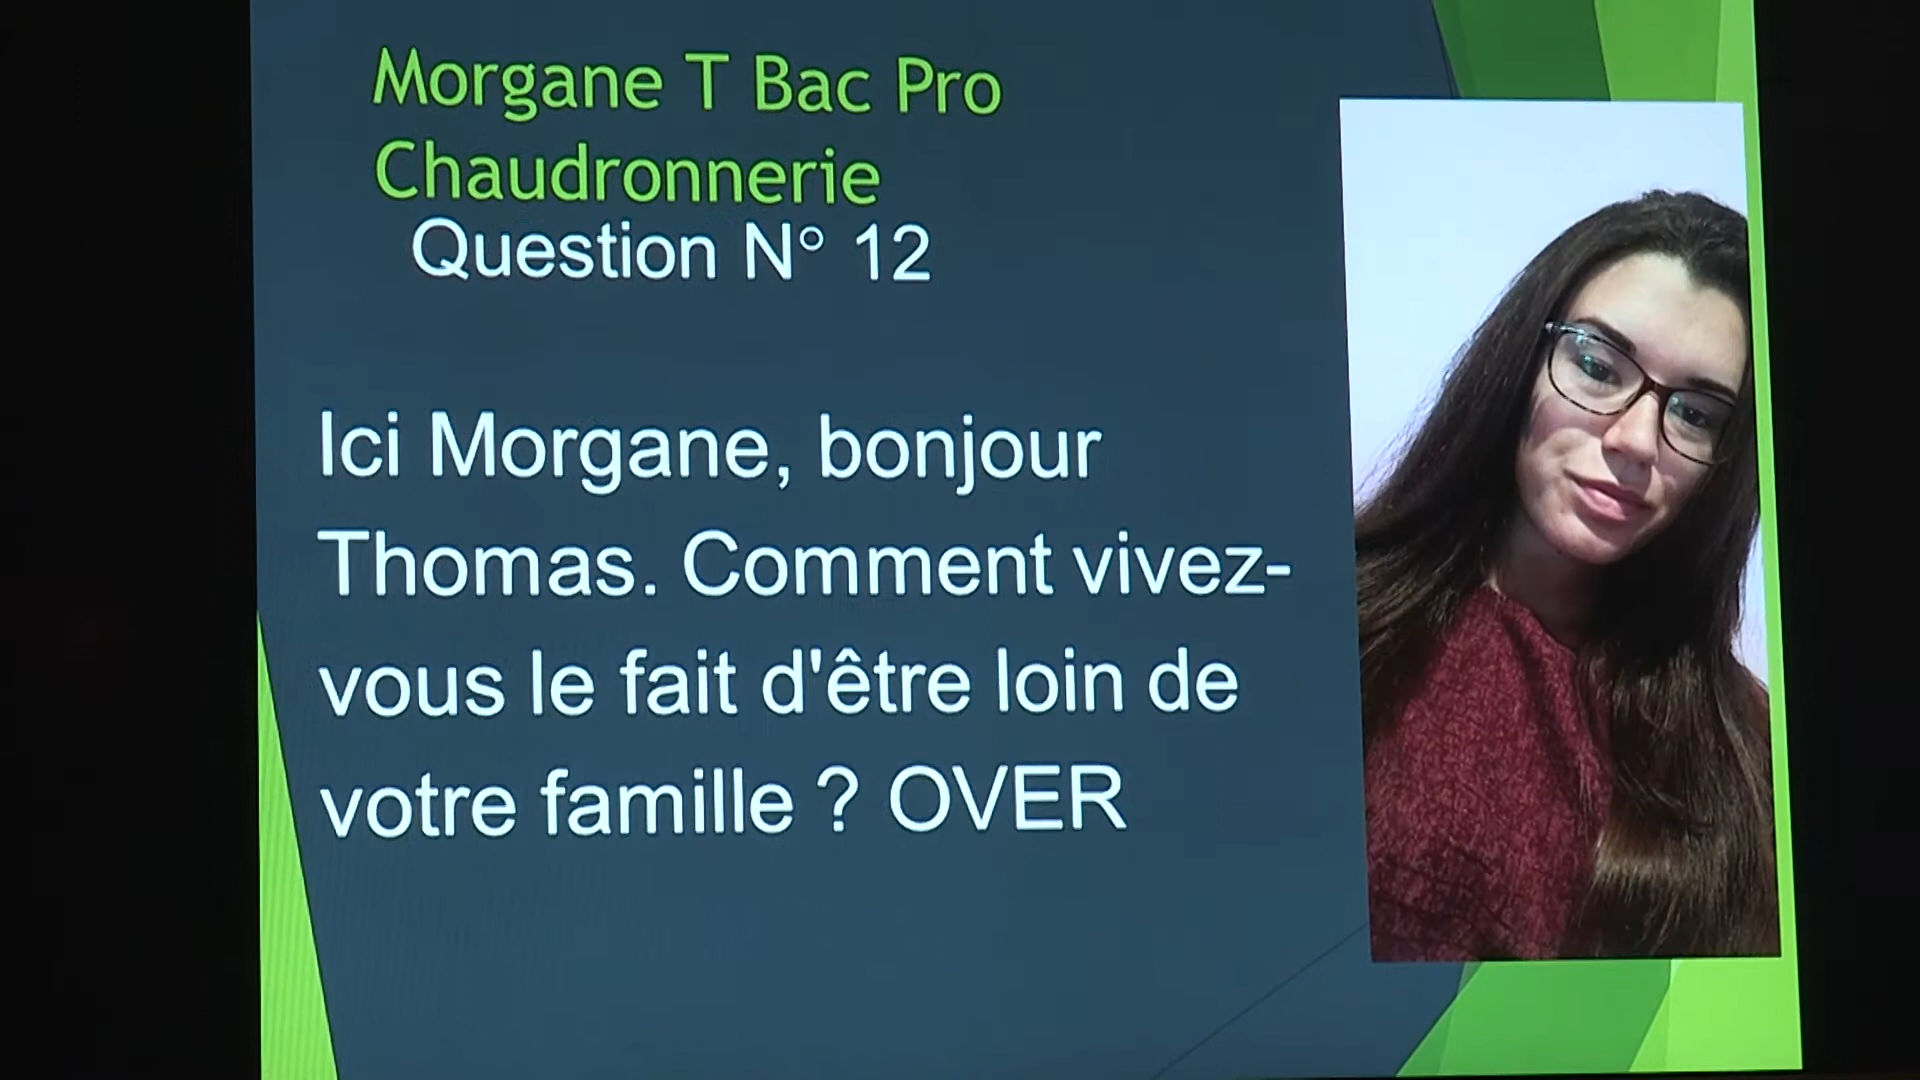 Morgane T Bac Pro
Chaudronnerie
Question N° 12
Ici Morgane, bonjour
Thomas. Comment vivez-
vous le fait d'être loin de
votre famille ? OVER